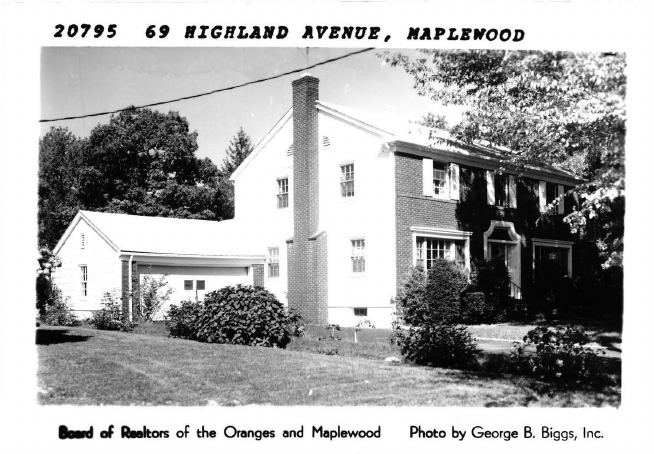 20795 69 HIGHLAND AVENUE, MAPLEWOOD
Board of Realtors of the Oranges and Maplewood Photo by George B. Biggs, Inc.